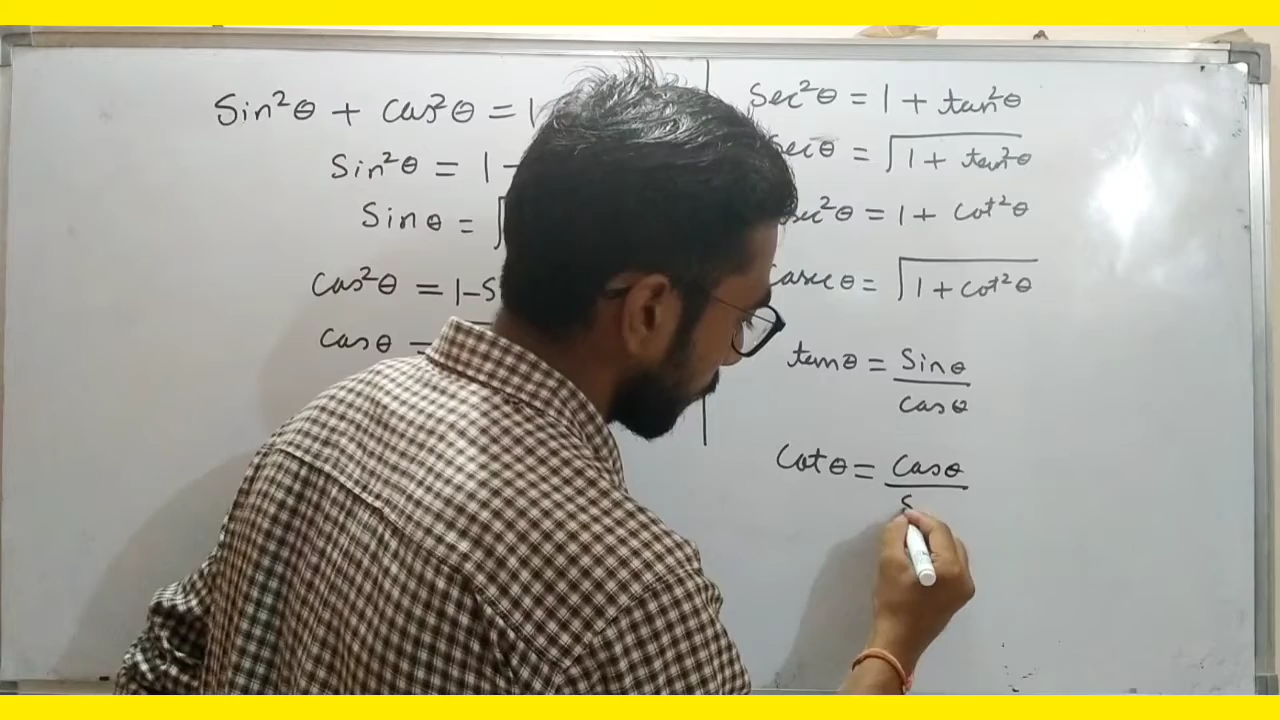 Sin²θ + cos²θ = 1
Sin²θ = 1 -
Sinθ = √
cos²θ = 1-S
cosθ =
Sec²θ = 1 + tan²θ
Secθ = √1 + tan²θ
sec²θ = 1 + cot²θ
cosecθ = √1 + cot²θ
tanθ = Sinθ
cosθ
cotθ = cosθ
S